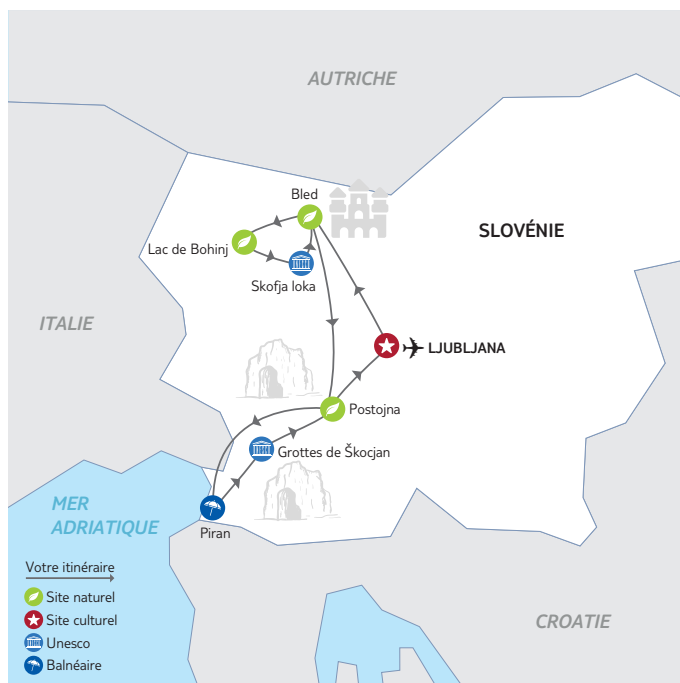 AUTRICHE
Bled
SLOVÉNIE
Lac de Bohinj
Skofja loka
ITALIE
LJUBLJANA
Postojna
Grottes de Škocjan
MER
ADRIATIQUE
Piran
Votre itinéraire
Site naturel
Site culturel
Unesco
Balnéaire
CROATIE